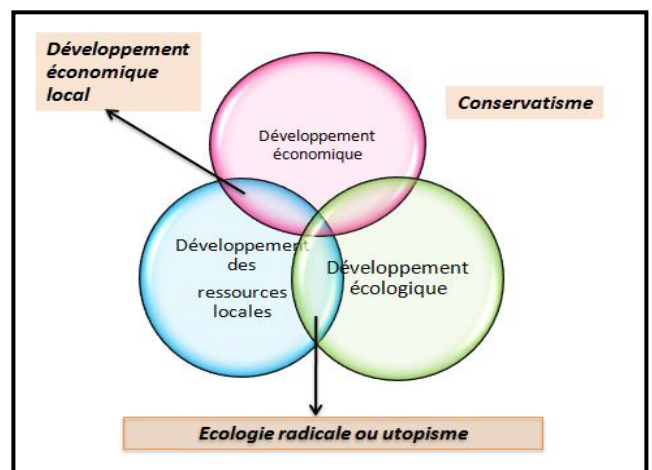 Développement
économique
local
Conservatisme
Développement
économique
Développement
des
ressources
locales
Développement
écologique
Ecologie radicale ou utopisme